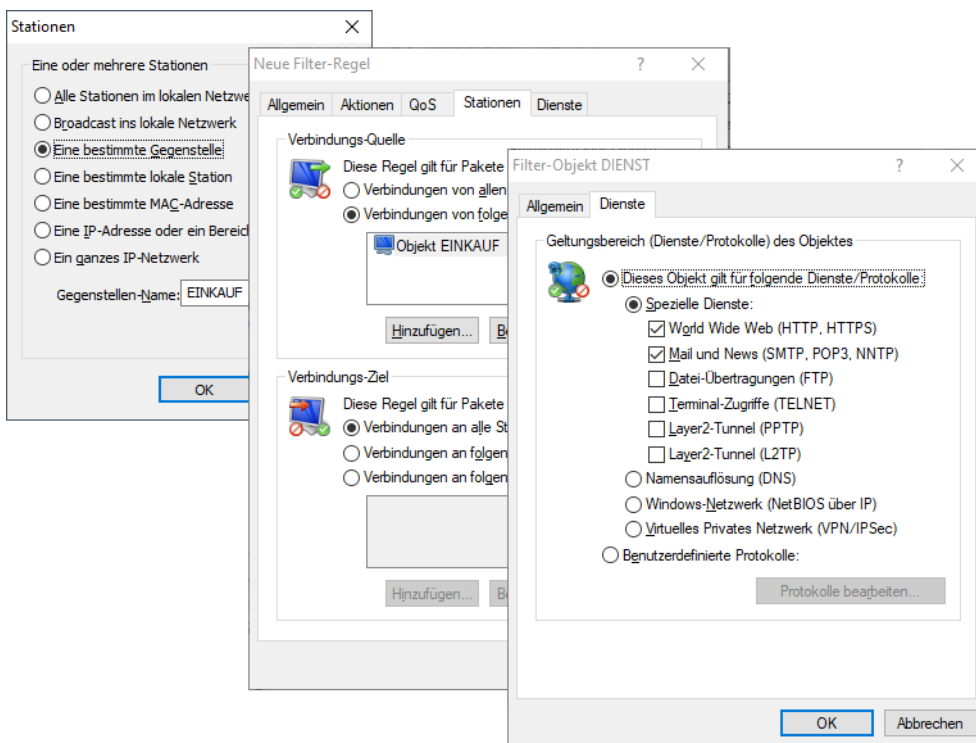 Stationen
Eine oder mehrere Stationen
Alle Stationen im lokalen
Broadcast ins lokale Netzwerk
Eine bestimmte Gegenstelle
Eine bestimmte lokale Station
Eine bestimmte MAC-Adresse
Eine IP-Adresse oder ein
Ein ganzes IP-Netzwerk
Gegenstellen-Name: EINKAUF
OK
Neue Filter-Regel
?
Allgemein Aktionen QoS Stationen Dienste
Verbindungs-Quelle
Diese Regel gilt für Pakete
Verbindungen von allen
Verbindungen von
Objekt EINKAUF
Hinzufügen...
Verbindungs-Ziel
Diese Regel gilt für Pakete
Verbindungen an alle
Verbindungen an
Verbindungen an
Hinzufügen...
Filter-Objekt DIENST
?
Allgemein Dienste
Geltungsbereich (Dienste/Protokolle) des Objektes
Dieses Objekt gilt für folgende Dienste/Protokolle:
Spezielle Dienste:
World Wide Web (HTTP, HTTPS)
Mail und News (SMTP, POP3, NNTP)
Datei-Übertragungen (FTP)
Terminal-Zugriffe (TELNET)
Layer2-Tunnel (PPTP)
Layer2-Tunnel (L2TP)
Namensauflösung (DNS)
Windows-Netzwerk (NetBIOS über IP)
Virtuelles Privates Netzwerk (VPN/IPSec)
Benutzerdefinierte Protokolle:
Protokolle bearbeiten...
OK Abbrechen